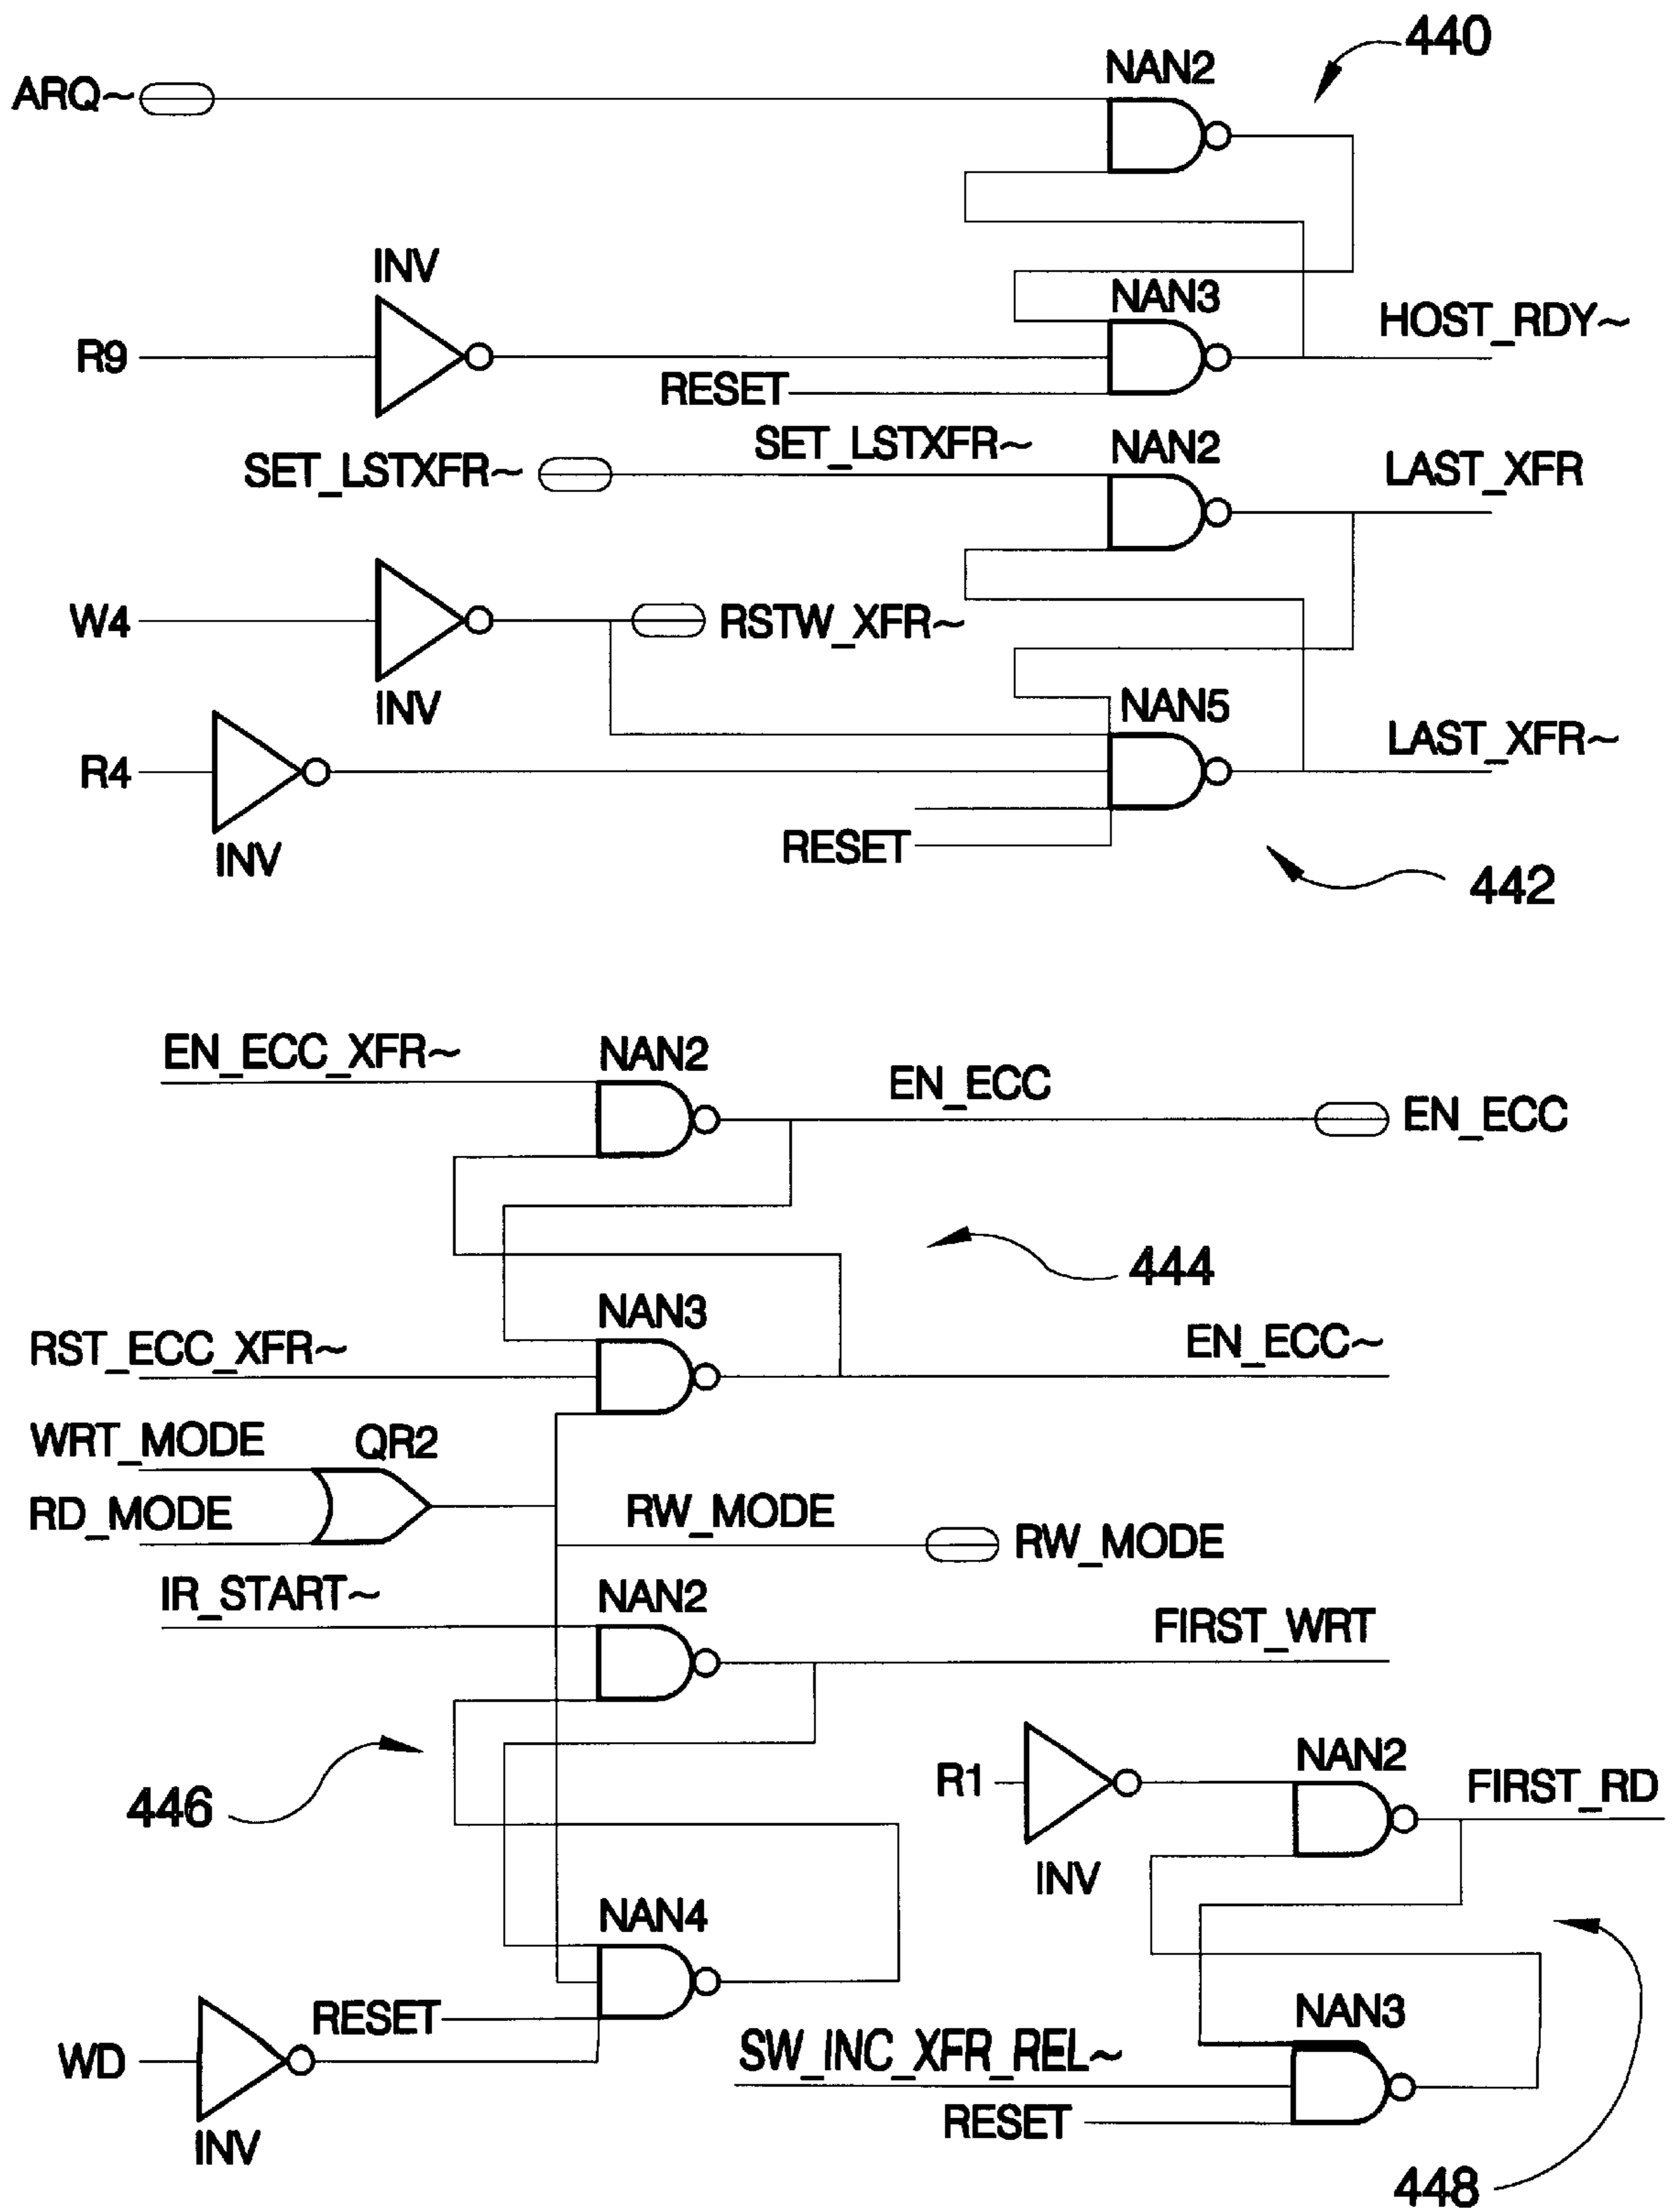 440
NAN2
ARQ~
INV
NAN3
HOST_RDY~
R9
RESET
SET_LSTXFR~
SET_LSTXFR~
NAN2
LAST_XFR
W4
RSTW_XFR~
INV
NAN5
LAST_XFR~
R4
RESET
INV
442
EN_ECC_XFR~
NAN2
EN_ECC
EN_ECC
444
NAN3
RST_ECC_XFR~
EN_ECC~
WRT_MODE
QR2
RD_MODE
RW_MODE
RW_MODE
IR_START~
NAN2
FIRST_WRT
446
R1
NAN2
FIRST_RD
INV
NAN4
RESET
NAN3
WD
SW_INC_XFR_REL~
RESET
INV
448